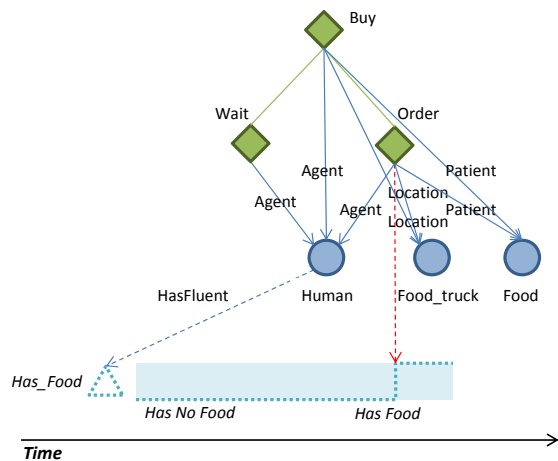 Buy
Wait
Order
Agent
Patient
Agent
Agent
Location
Patient
Location
HasFluent
Human
Food_truck
Food
Has_Food
Has No Food
Has Food
Time